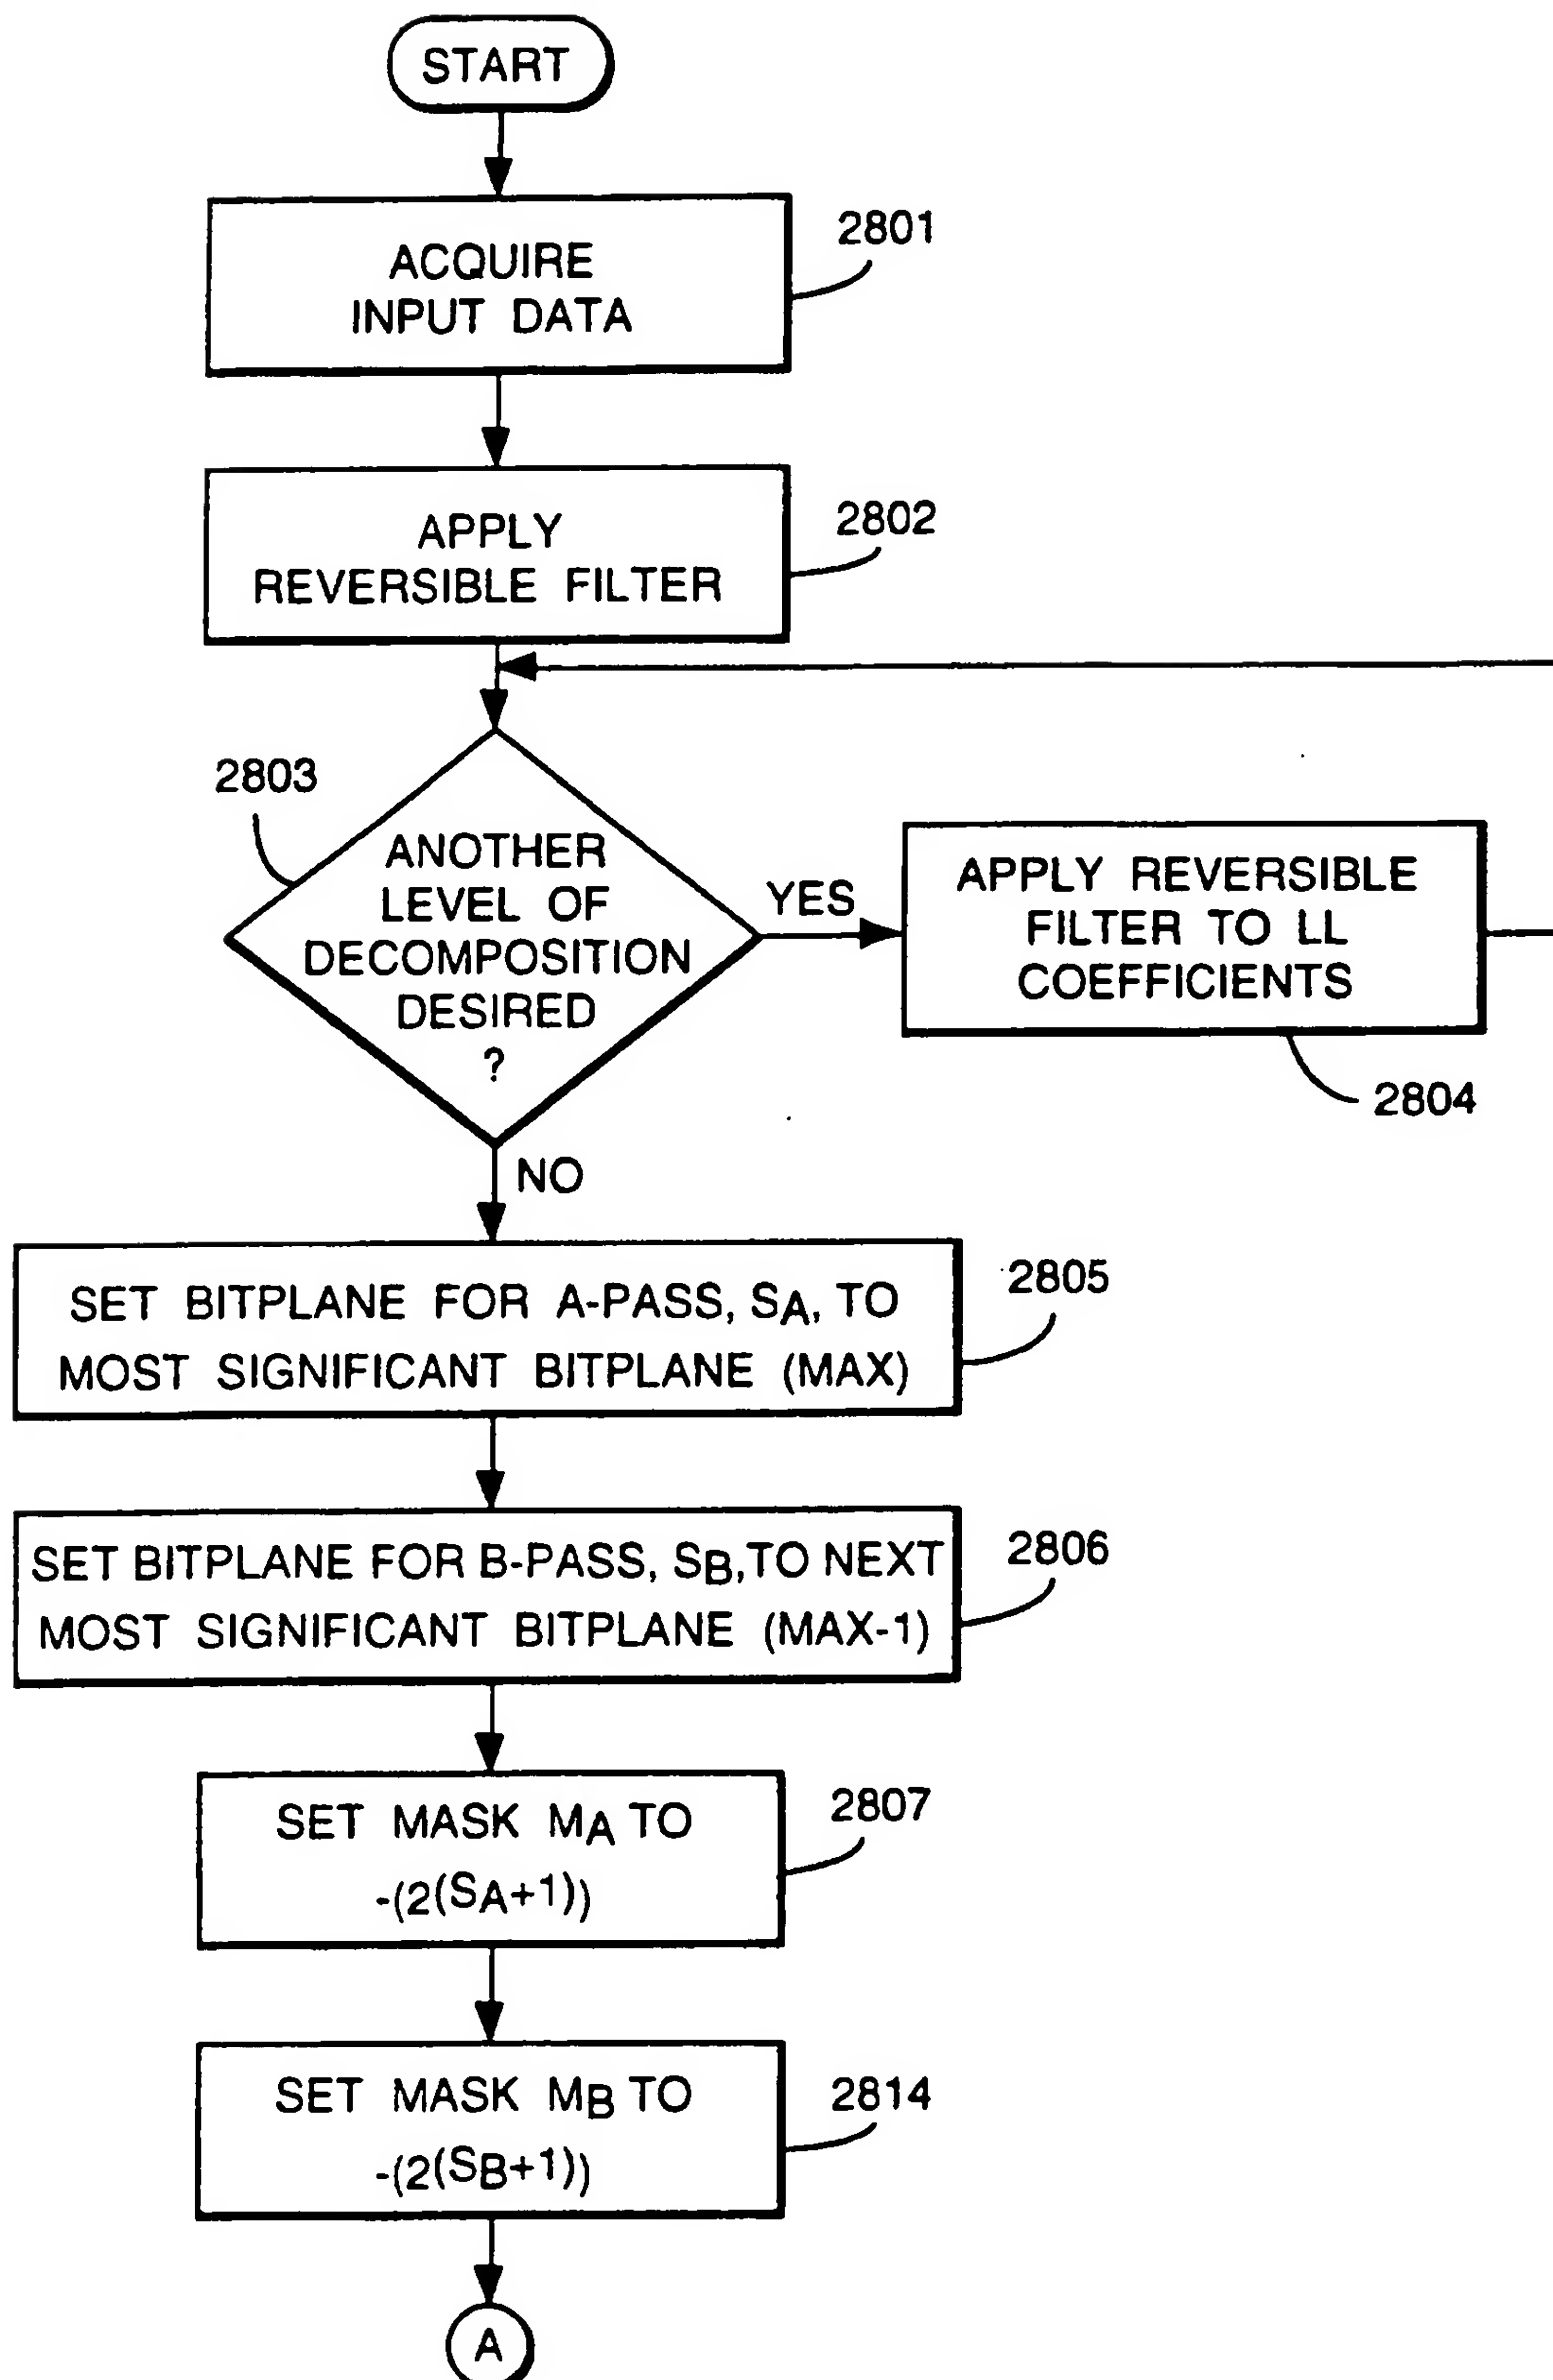 START
ACQUIRE
INPUT DATA
2801
APPLY
REVERSIBLE FILTER
2802
2803
ANOTHER
LEVEL OF
DECOMPOSITION
DESIRED
?
YES
APPLY REVERSIBLE
FILTER TO LL
COEFFICIENTS
2804
NO
SET BITPLANE FOR A-PASS, SA, TO
MOST SIGNIFICANT BITPLANE (MAX)
2805
SET BITPLANE FOR B-PASS, SB, TO NEXT
MOST SIGNIFICANT BITPLANE (MAX-1)
2806
SET MASK MA TO
-(2(SA+1))
2807
SET MASK MB TO
-(2(SB+1))
2814
A